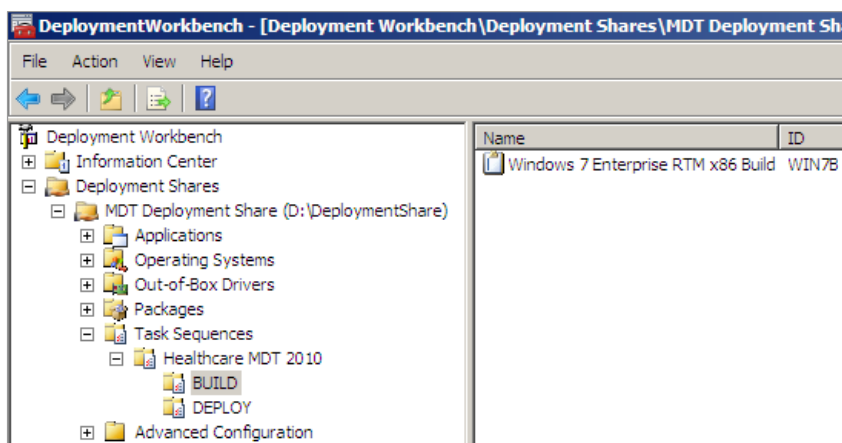 DeploymentWorkbench - [Deployment Workbench\Deployment Shares\MDT Deployment Sh
File Action View Help
Deployment Workbench
Information Center
Deployment Shares
MDT Deployment Share (D:\DeploymentShare)
Applications
Operating Systems
Out-of-Box Drivers
Packages
Task Sequences
Healthcare MDT 2010
BUILD
DEPLOY
Advanced Configuration
Name ID
Windows 7 Enterprise RTM x86 Build WIN7B